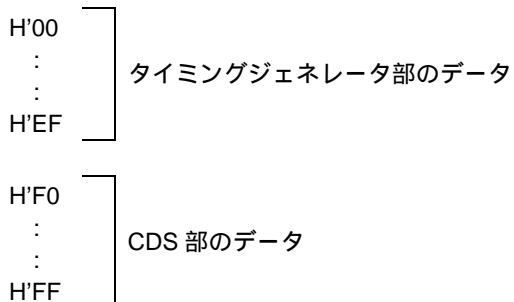 H'00
:
タイミングジェネレータ部のデータ
:
H'EF
H'F0
:
CDS 部のデータ
:
H'FF